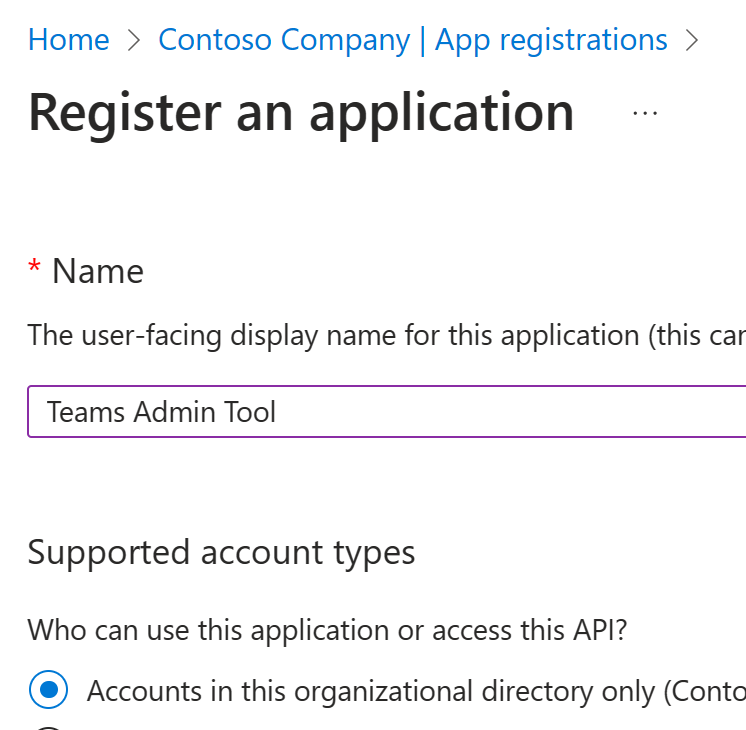 Home > Contoso Company | App registrations >
Register an application ...
* Name
The user-facing display name for this application (this
Teams Admin Tool
Supported account types
Who can use this application or access this API?
Accounts in this organizational directory only